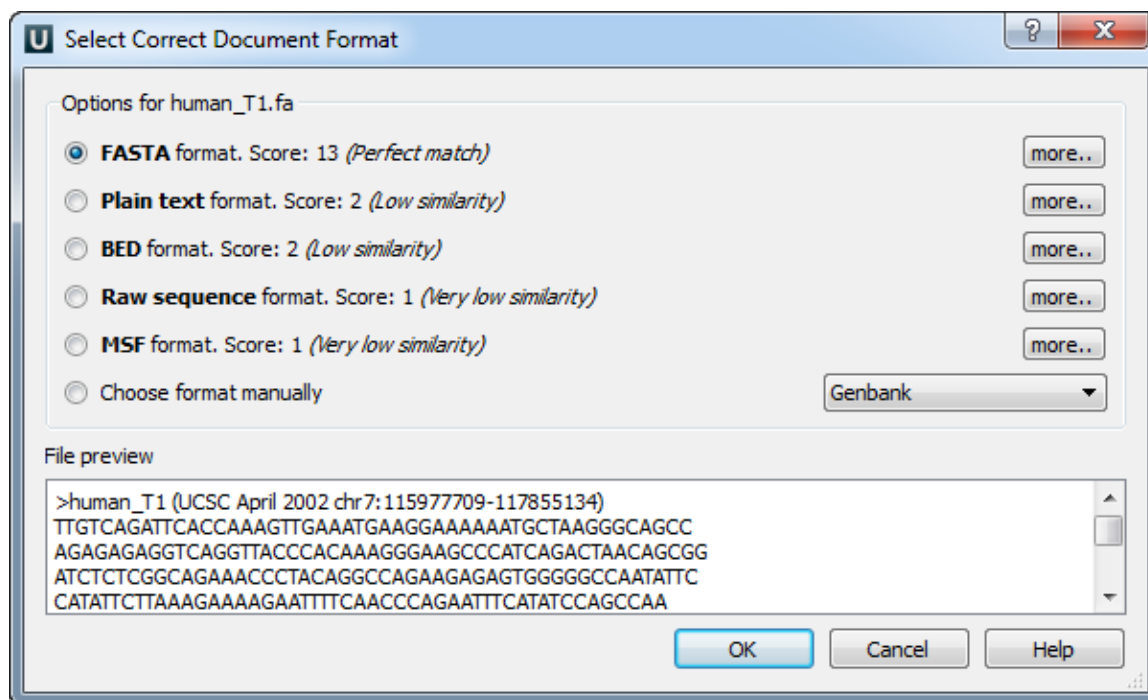 U Select Correct Document Format ? X
Options for human_T1.fa
FASTA format. Score: 13 (Perfect match) more..
Plain text format. Score: 2 (Low similarity) more..
BED format. Score: 2 (Low similarity) more..
Raw sequence format. Score: 1 (Very low similarity) more..
MSF format. Score: 1 (Very low similarity) more..
Choose format manually Genbank
File preview
>human_T1 (UCSC April 2002 chr7:115977709-117855134)
TTGTCAGATTCACCAAAGTTGAAATGAAGGAAAAAATGCTAAGGGCAGCC
AGAGAGAGGTCAGGTTACCCACAAAGGGAAGCCCATCAGACTAACAGCGG
ATCTCTCGGCAGAAACCCTACAGGCCAGAAGAGAGTGGGGGCCAATATTC
CATATTCTTAAAGAAAAGAATTTTCAACCCAGAATTTCATATCCAGCCAA
OK Cancel Help